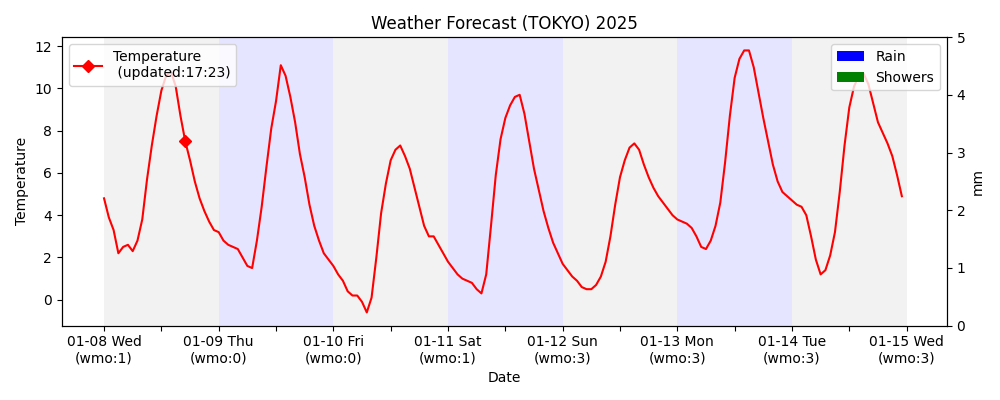 Weather Forecast (TOKYO) 2025
Temperature
(updated:17:23)
Rain
Showers
12
10
8
6
4
2
0
Temperature
5
4
3
2
1
0
mm
01-08 Wed 01-09 Thu 01-10 Fri 01-11 Sat 01-12 Sun 01-13 Mon 01-14 Tue 01-15 Wed
(wmo:1) (wmo:0) (wmo:0) (wmo:1) (wmo:3) (wmo:3) (wmo:3) (wmo:3)
Date